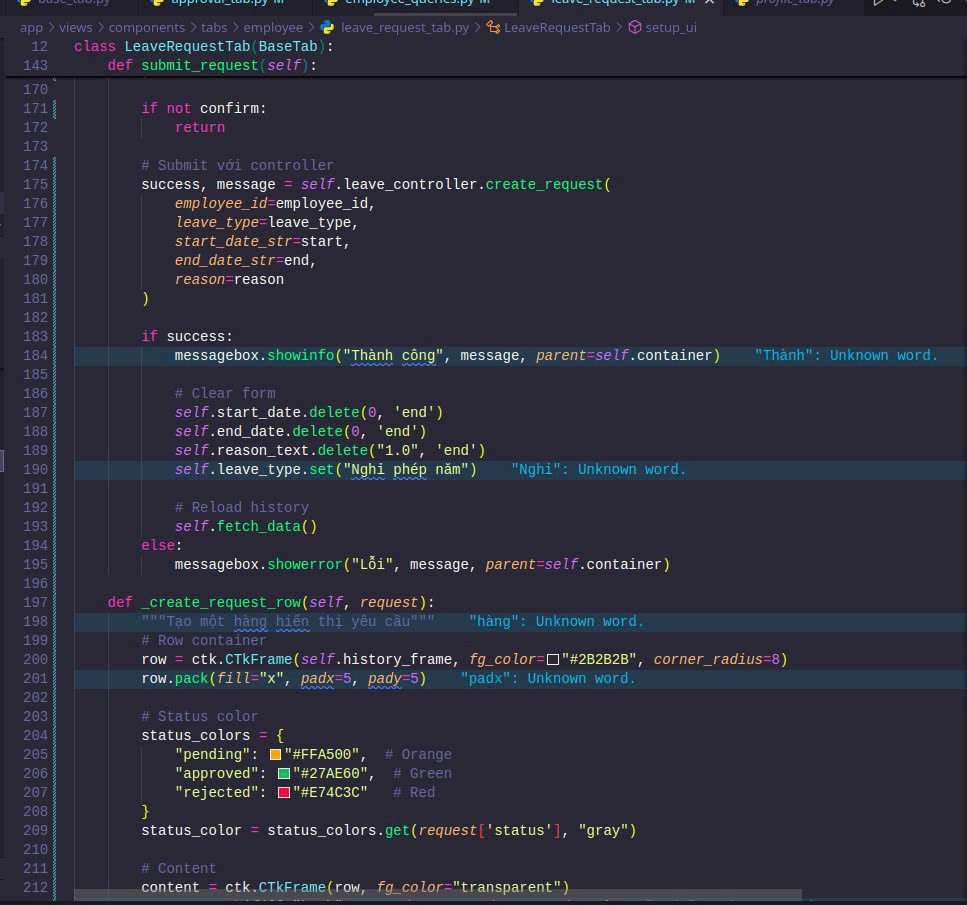 base_tab.py approval_tab.py M employee_queries.py M leave_request_tab.py M profile_tab.py
app > views > components > tabs > employee > leave_request_tab.py > LeaveRequestTab > setup_ui
12 class LeaveRequestTab(BaseTab):
143 def submit_request(self):
170
171 if not confirm:
172 return
173
174 # Submit với controller
175 success, message = self.leave_controller.create_request(
176 employee_id=employee_id,
177 leave_type=leave_type,
178 start_date_str=start,
179 end_date_str=end,
180 reason=reason
181 )
182
183 if success:
184 messagebox.showinfo("Thành công", message, parent=self.container) "Thành": Unknown word.
185
186 # Clear form
187 self.start_date.delete(0, 'end')
188 self.end_date.delete(0, 'end')
189 self.reason_text.delete("1.0", 'end')
190 self.leave_type.set("Nghỉ phép năm") "Nghỉ": Unknown word.
191
192 # Reload history
193 self.fetch_data()
194 else:
195 messagebox.showerror("Lỗi", message, parent=self.container)
196
197 def _create_request_row(self, request):
198 """Tạo một hàng hiển thị yêu cầu""" "hàng": Unknown word.
199 # Row container
200 row = ctk.CTkFrame(self.history_frame, fg_color="#2B2B2B", corner_radius=8)
201 row.pack(fill="x", padx=5, pady=5) "padx": Unknown word.
202
203 # Status color
204 status_colors = {
205 "pending": "#FFA500", # Orange
206 "approved": "#27AE60", # Green
207 "rejected": "#E74C3C" # Red
208 }
209 status_color = status_colors.get(request['status'], "gray")
210
211 # Content
212 content = ctk.CTkFrame(row, fg_color="transparent")